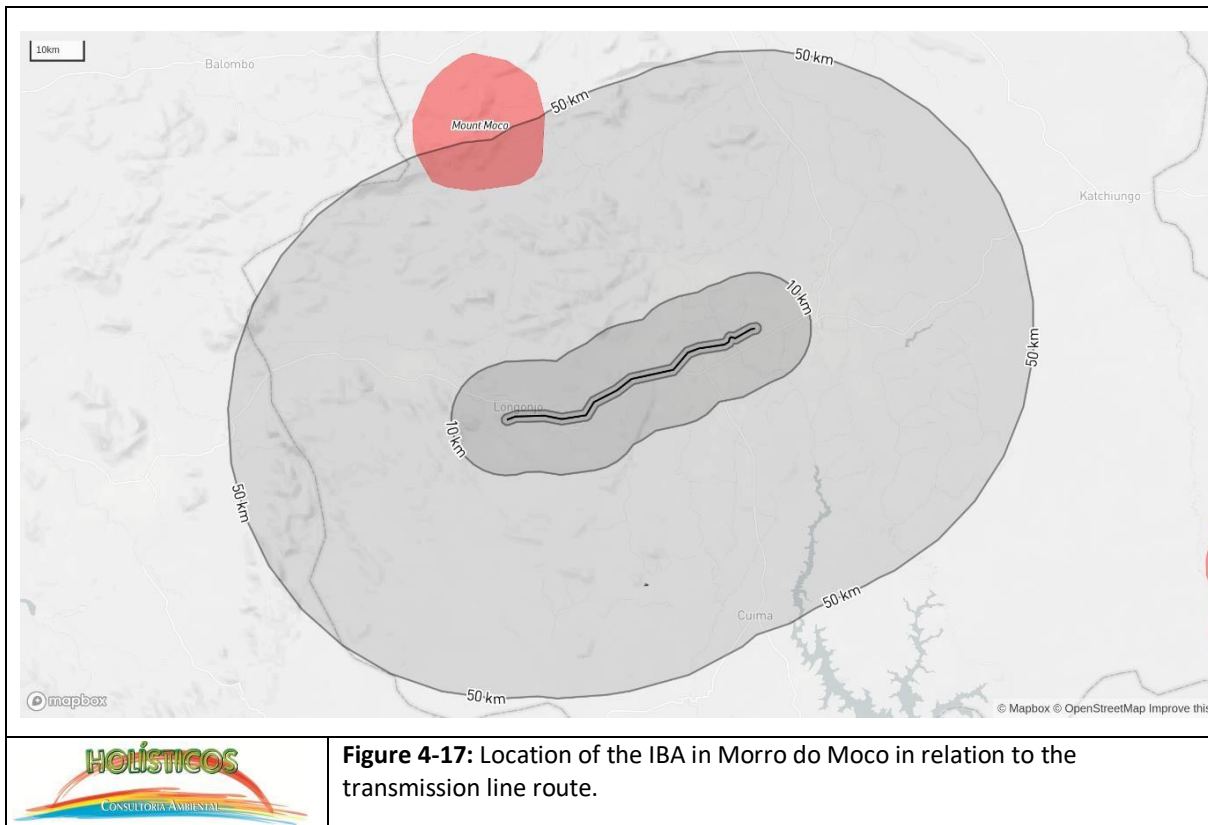 10km
Balombo
50 km
50 km
Mount Moco
Katchiungo
10 km
50 km
Longonjo
10 km
50 km
50 km
Cuima
50 km
mapbox
© Mapbox © OpenStreetMap Improve this
HOLÍSTICOS
CONSULTORIA AMBIENTAL
Figure 4-17: Location of the IBA in Morro do Moco in relation to the
transmission line route.